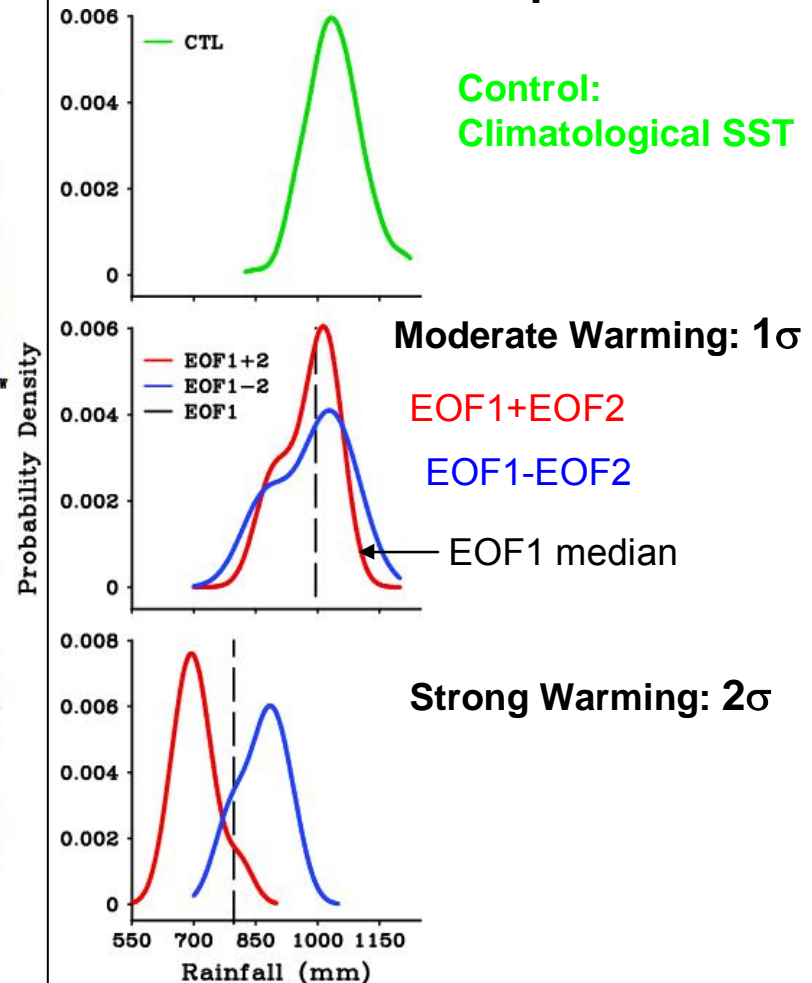 0.006
CTL
0.004
0.002
0
Control:
Climatological SST
Probability Density
0.006
EOF1+2
EOF1-2
EOF1
0.004
0.002
0
Moderate Warming: 1σ
EOF1+EOF2
EOF1-EOF2
EOF1 median
0.008
0.006
0.004
0.002
0
Strong Warming: 2σ
550 700 850 1000 1150
Rainfall (mm)